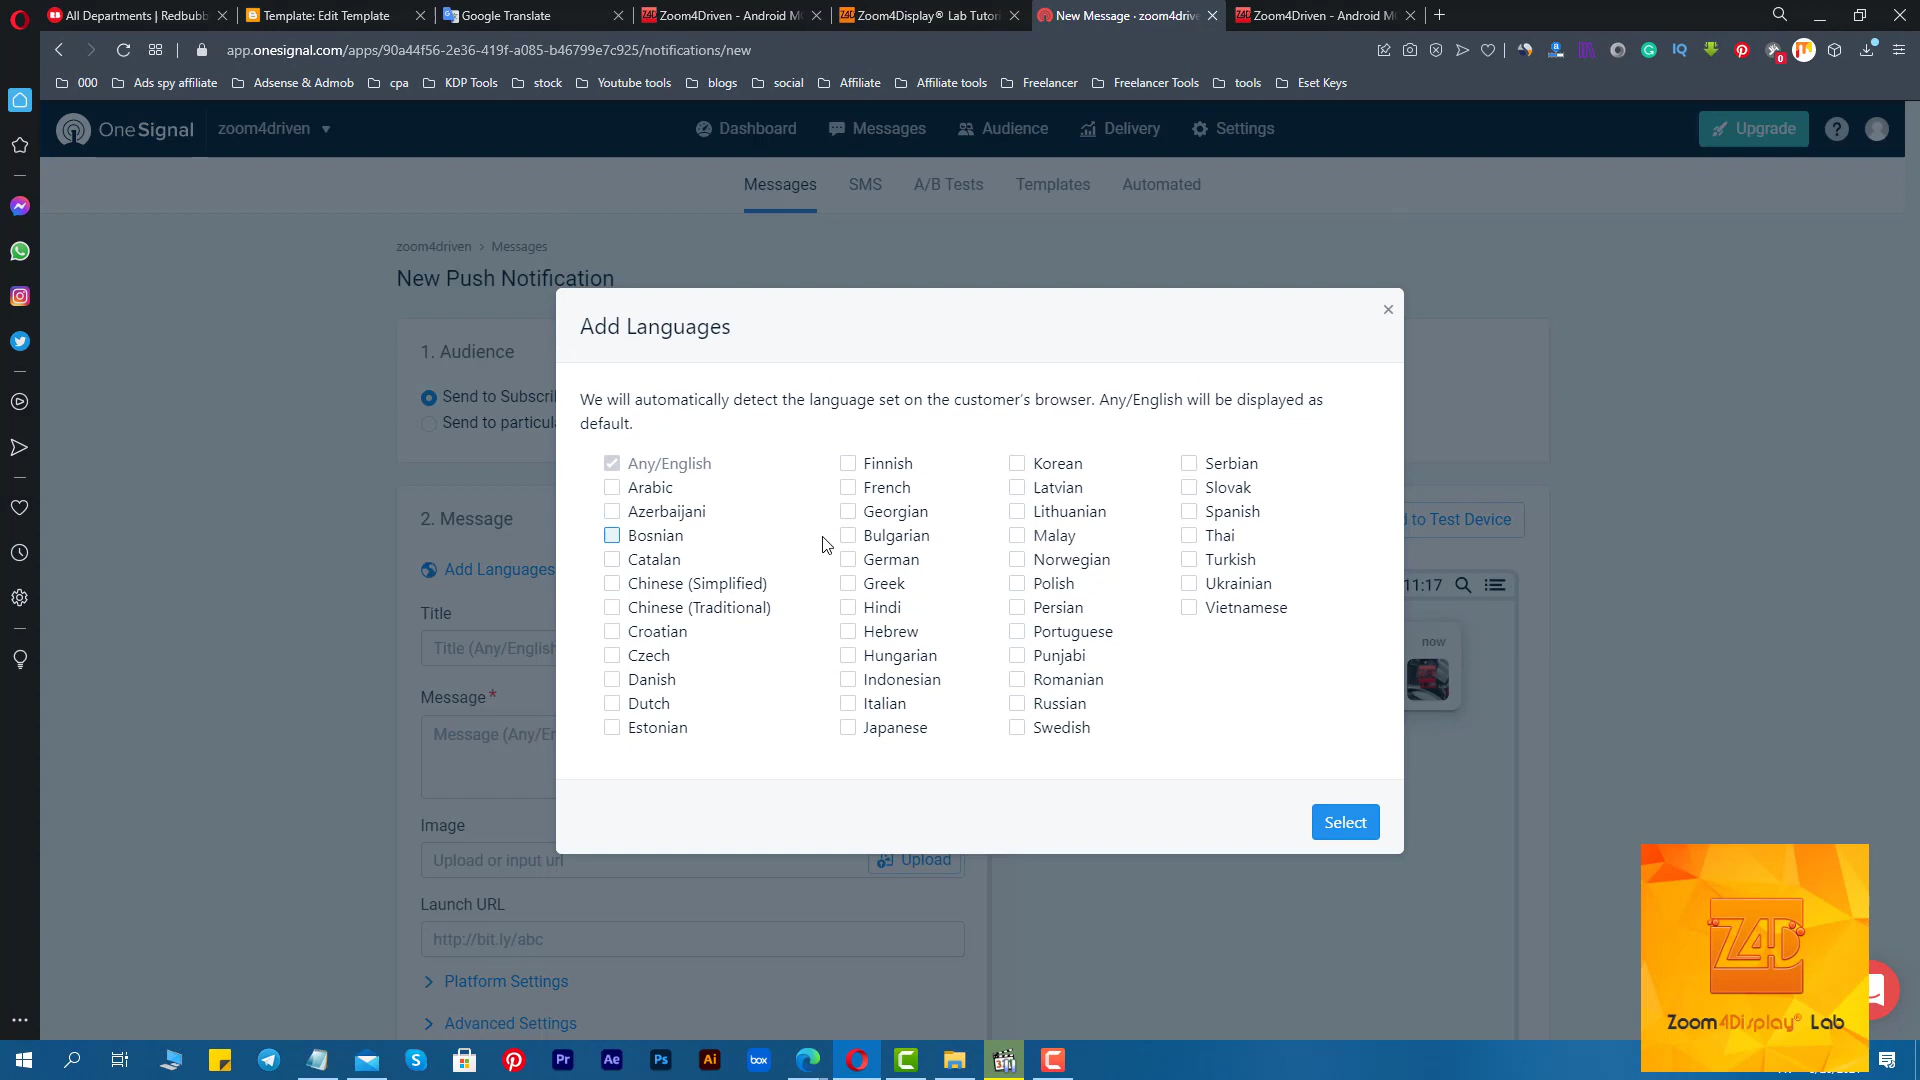 All Departments | Redbubb
Template: Edit Template
Google Translate
Zoom4Driven - Android M
Zoom4Display® Lab Tutori
New Message · zoom4drive
Zoom4Driven - Android M
app.onesignal.com/apps/90a44f56-2e36-419f-a085-b46799e7c925/notifications/new
000
Ads spy affiliate
Adsense & Admob
cpa
KDP Tools
stock
Youtube tools
blogs
social
Affiliate
Affiliate tools
Freelancer
Freelancer Tools
tools
Eset Keys
OneSignal
zoom4driven
Dashboard
Messages
Audience
Delivery
Settings
Upgrade
Messages
SMS
A/B Tests
Templates
Automated
zoom4driven > Messages
New Push Notification
1. Audience
Send to Subscri
Send to particula
2. Message
d to Test Device
Add Languages
Title
Title (Any/English
Message*
Message (Any/En
Image
Upload or input url
Upload
Launch URL
http://bit.ly/abc
Platform Settings
Advanced Settings
11:17
now
Add Languages
We will automatically detect the language set on the customer's browser. Any/English will be displayed as
default.
Any/English
Arabic
Azerbaijani
Bosnian
Catalan
Chinese (Simplified)
Chinese (Traditional)
Croatian
Czech
Danish
Dutch
Estonian
Finnish
French
Georgian
Bulgarian
German
Greek
Hindi
Hebrew
Hungarian
Indonesian
Italian
Japanese
Korean
Latvian
Lithuanian
Malay
Norwegian
Polish
Persian
Portuguese
Punjabi
Romanian
Russian
Swedish
Serbian
Slovak
Spanish
Thai
Turkish
Ukrainian
Vietnamese
Select
Z4D
Zoom4Display® Lab
Pr
Ae
Ps
Ai
box